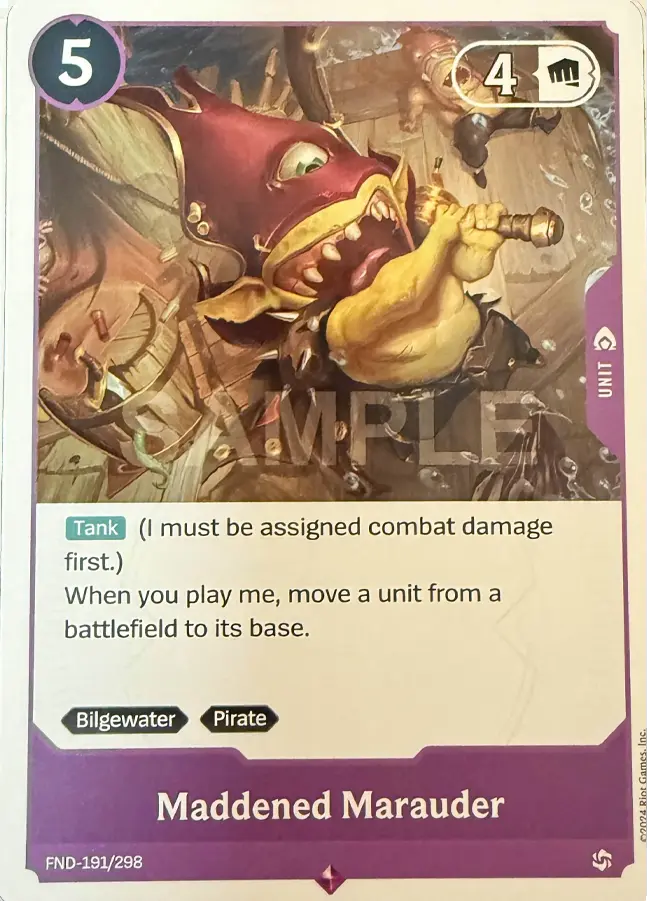 5
4
UNIT
SAMPLE
Tank (I must be assigned combat damage
first.)
When you play me, move a unit from a
battlefield to its base.
Bilgewater Pirate
Maddened Marauder
©2024 Riot Games, Inc.
FND-191/298